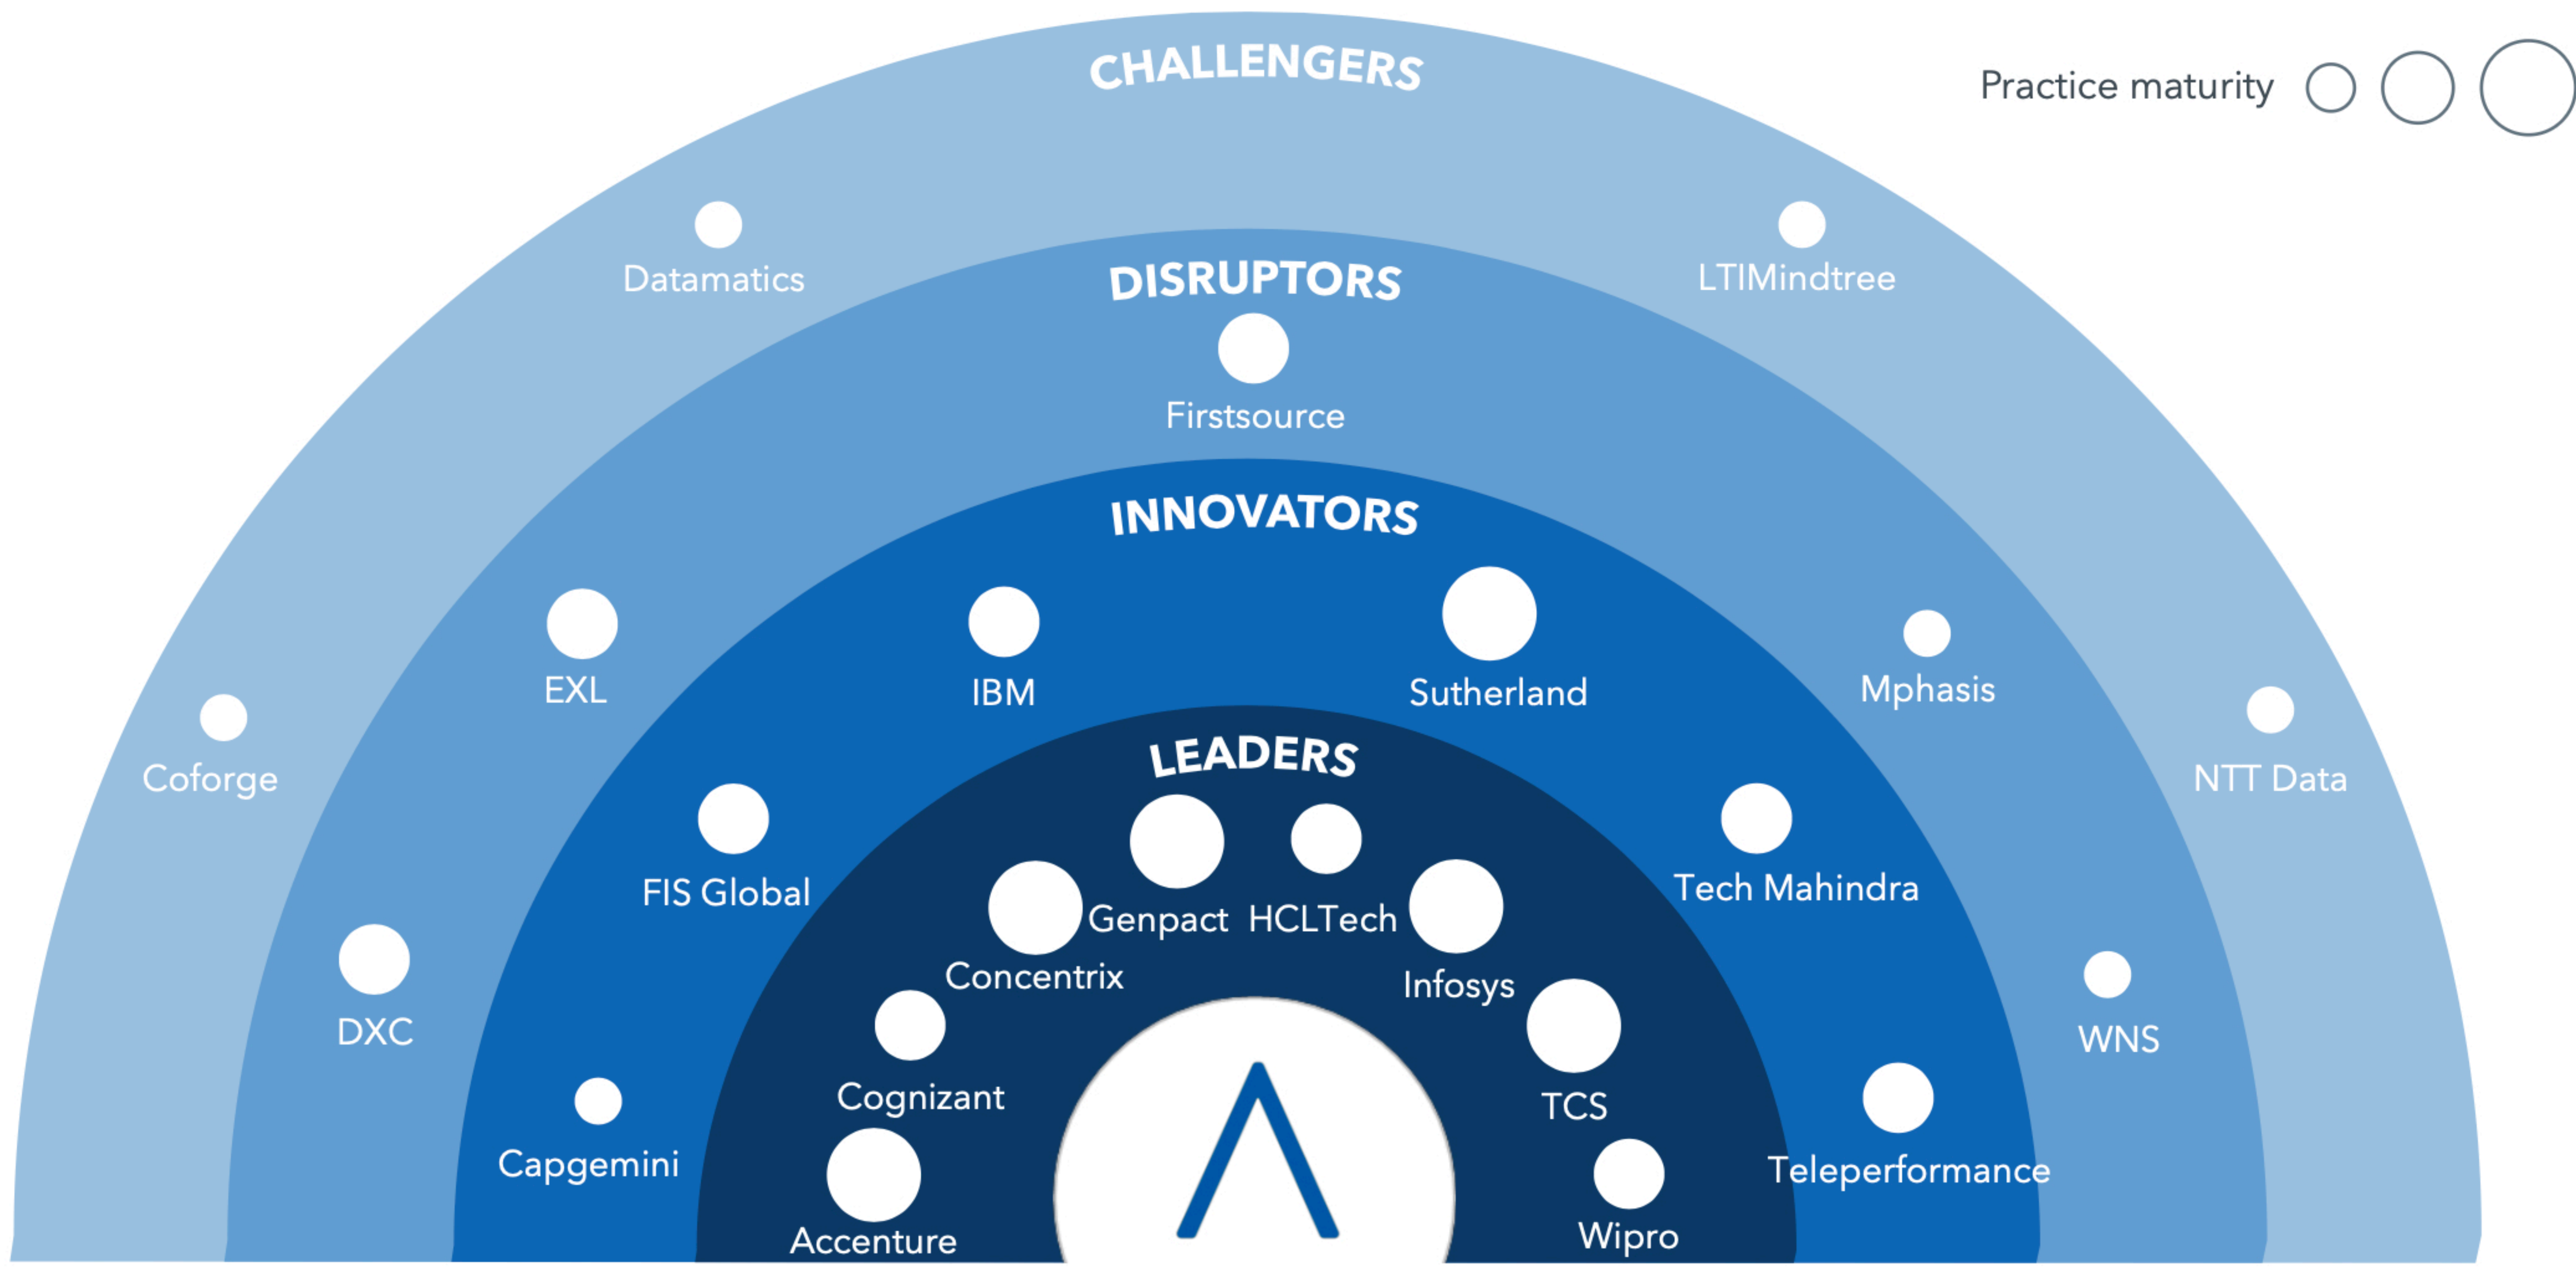 CHALLENGERS
Practice maturity
Datamatics
LTIMindtree
DISRUPTORS
Firstsource
INNOVATORS
EXL
IBM
Sutherland
Mphasis
Coforge
NTT Data
LEADERS
FIS Global
Tech Mahindra
Genpact
HCLTech
Concentrix
Infosys
DXC
WNS
Cognizant
TCS
Capgemini
Teleperformance
Accenture
Wipro